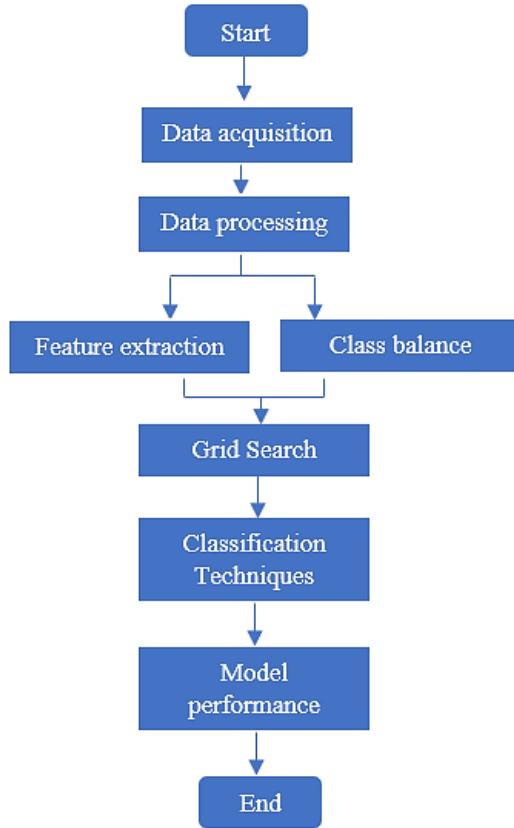 Start
Data acquisition
Data processing
Feature extraction
Class balance
Grid Search
Classification
Techniques
Model
performance
End